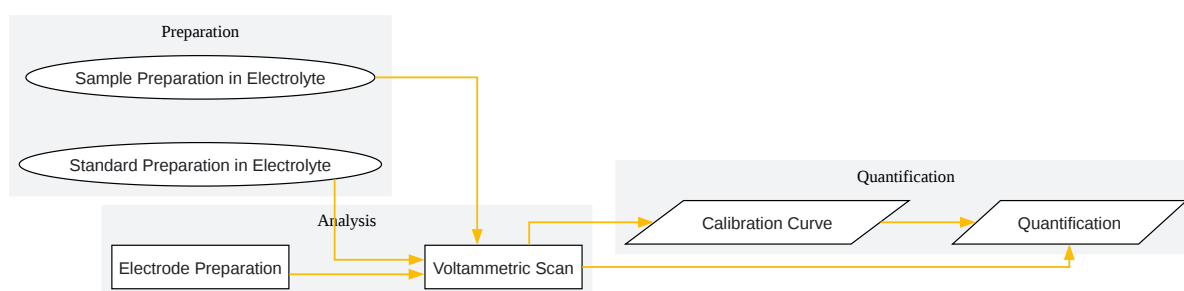 Preparation
Sample Preparation in Electrolyte
Standard Preparation in Electrolyte
Analysis
Electrode Preparation
Voltammetric Scan
Quantification
Calibration Curve
Quantification